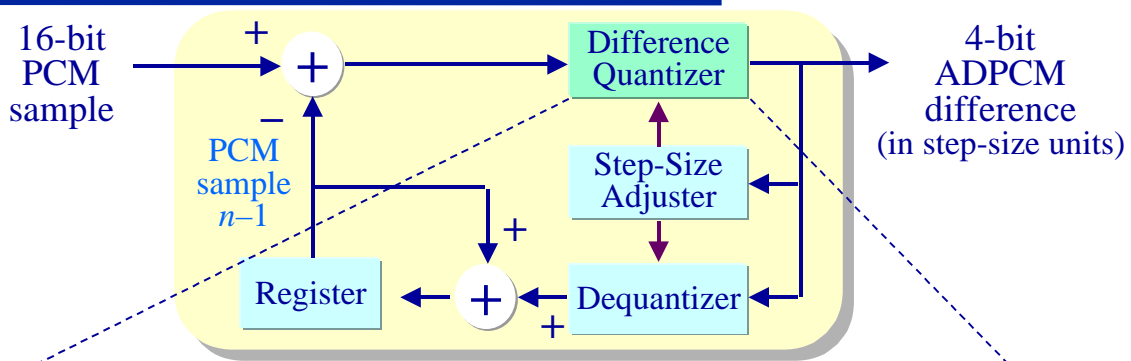 16-bit
PCM
sample
+
+
−
Difference
Quantizer
4-bit
ADPCM
difference
(in step-size units)
PCM
sample
n–1
Step-Size
Adjuster
+
Register
+
+
Dequantizer